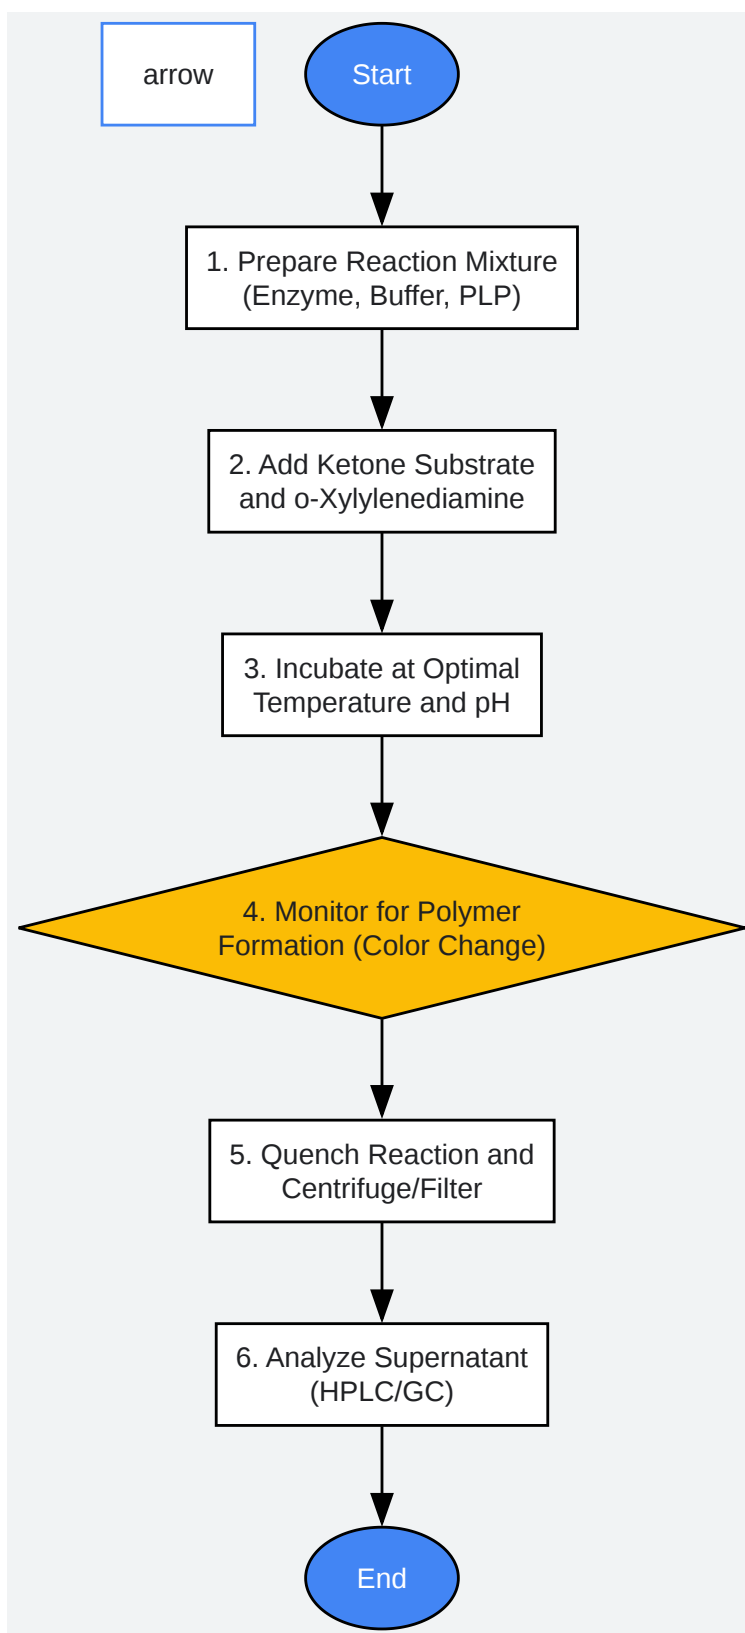 arrow
Start
1. Prepare Reaction Mixture
(Enzyme, Buffer, PLP)
2. Add Ketone Substrate
and o-Xylylenediamine
3. Incubate at Optimal
Temperature and pH
4. Monitor for Polymer
Formation (Color Change)
5. Quench Reaction and
Centrifuge/Filter
6. Analyze Supernatant
(HPLC/GC)
End